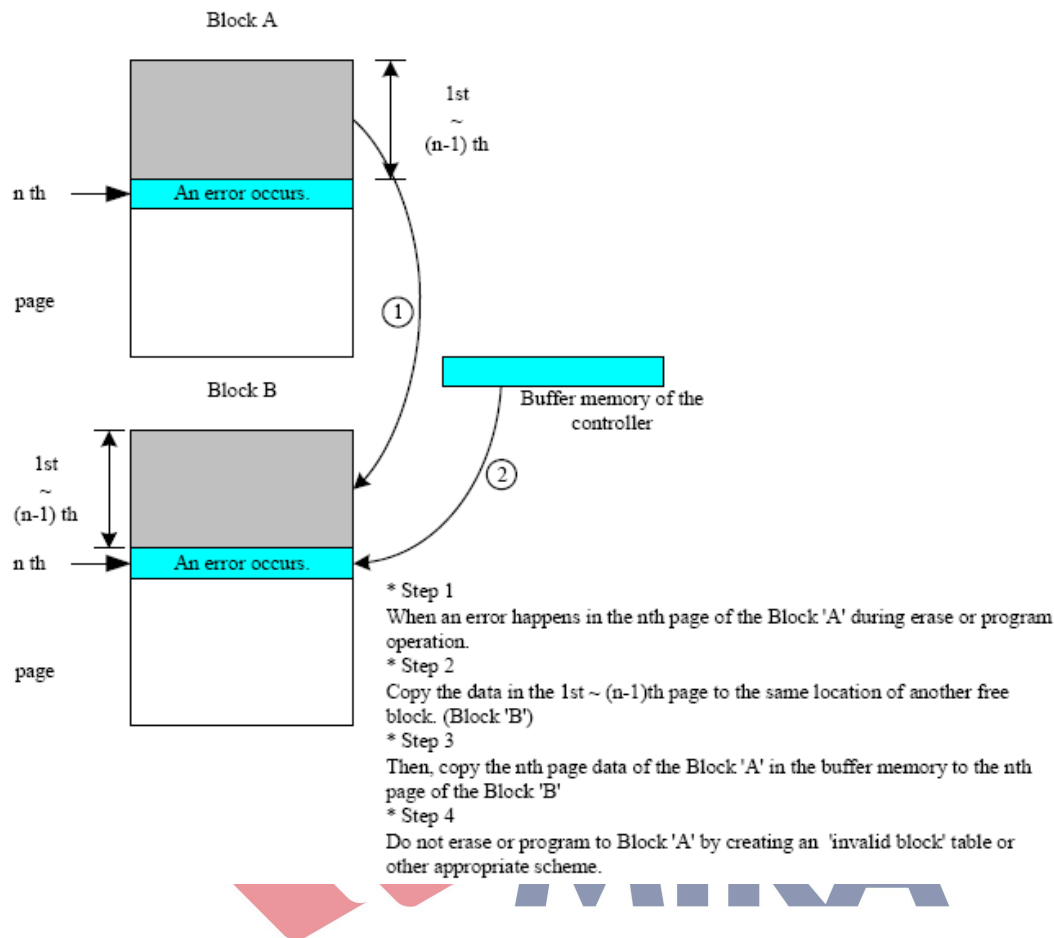 Block A
1st
~
(n-1) th
n th
An error occurs.
page
1
Block B
Buffer memory of the
controller
1st
~
(n-1) th
2
n th
An error occurs.
page
* Step 1
When an error happens in the nth page of the Block 'A' during erase or program
operation.
* Step 2
Copy the data in the 1st ~ (n-1)th page to the same location of another free
block. (Block 'B')
* Step 3
Then, copy the nth page data of the Block 'A' in the buffer memory to the nth
page of the Block 'B'
* Step 4
Do not erase or program to Block 'A' by creating an 'invalid block' table or
other appropriate scheme.